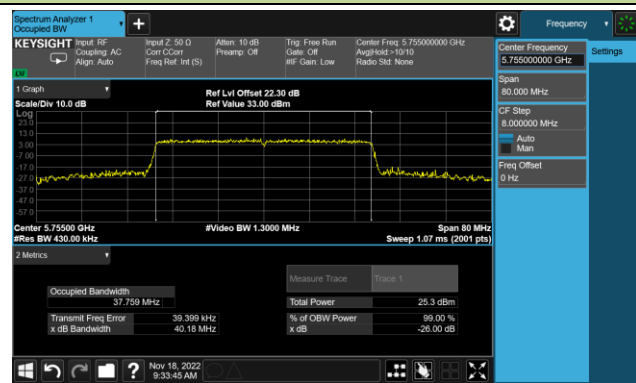 Spectrum Analyzer 1
Occupied BW
+
Frequency
KEYSIGHT
Input: RF
Coupling: AC
Align: Auto
Input Z: 50 Ω
Corr CCorr
Freq Ref: Int (S)
Atten: 10 dB
Preamp: Off
Trig: Free Run
Gate: Off
#IF Gain: Low
Center Freq: 5.755000000 GHz
Avg|Hold:>10/10
Radio Std: None
Center Frequency
5.755000000 GHz
Settings
Span
80.000 MHz
CF Step
8.000000 MHz
Auto
Man
Freq Offset
0 Hz
1 Graph
Scale/Div 10.0 dB
Ref Lvl Offset 22.30 dB
Ref Value 33.00 dBm
Log
23.0
13.0
3.00
-7.00
-17.0
-27.0
-37.0
-47.0
-57.0
Center 5.75500 GHz
#Res BW 430.00 kHz
#Video BW 1.3000 MHz
Span 80 MHz
Sweep 1.07 ms (2001 pts)
2 Metrics
Measure Trace
Trace 1
Occupied Bandwidth
37.759 MHz
Total Power
25.3 dBm
Transmit Freq Error
39.399 kHz
% of OBW Power
99.00 %
x dB Bandwidth
40.18 MHz
x dB
-26.00 dB
?
Nov 18, 2022
9:33:45 AM